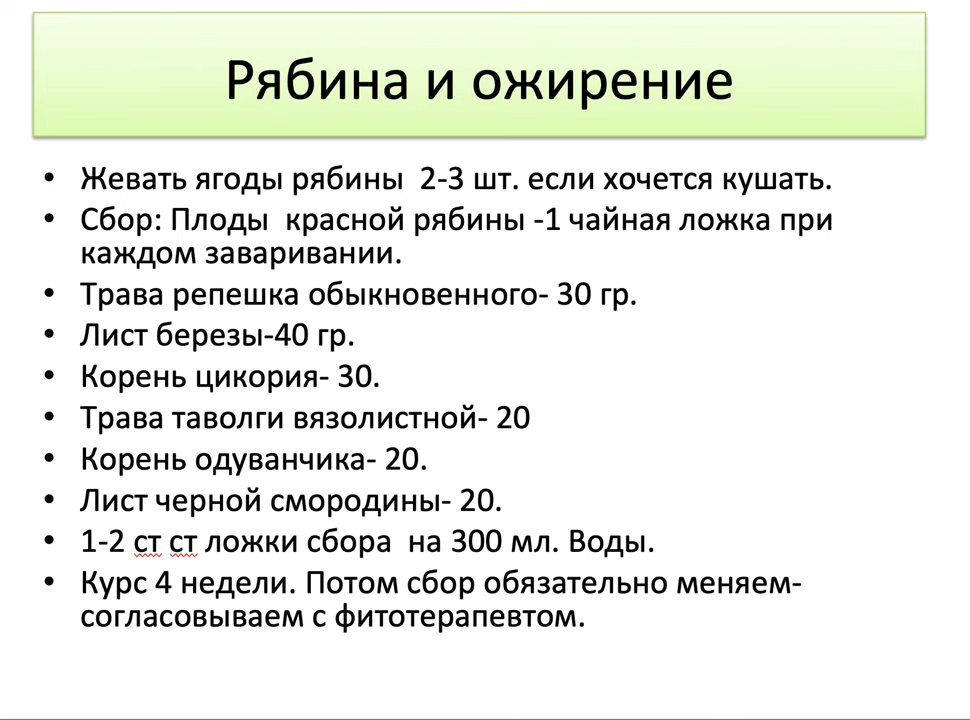 Рябина и ожирение
• Жевать ягоды рябины  2-3 шт. если хочется кушать.
• Сбор: Плоды  красной рябины -1 чайная ложка при
каждом заваривании.
• Трава репешка обыкновенного- 30 гр.
• Лист березы-40 гр.
• Корень цикория- 30.
• Трава таволги вязолистной- 20
• Корень одуванчика- 20.
• Лист черной смородины- 20.
• 1-2 ст ст ложки сбора  на 300 мл. Воды.
• Курс 4 недели. Потом сбор обязательно меняем-
согласовываем с фитотерапевтом.